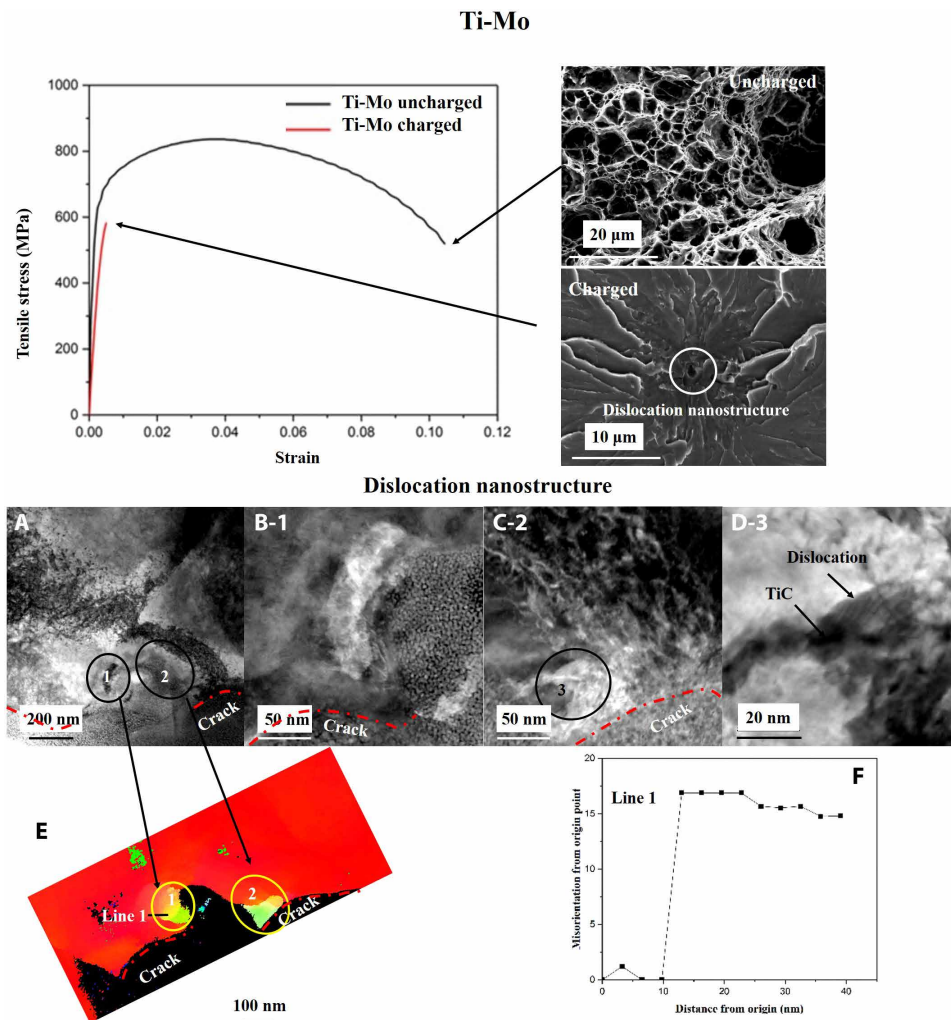 Ti-Mo
1000
800
600
400
200
0
Tensile stress (MPa)
Ti-Mo uncharged
Ti-Mo charged
0.00 0.02 0.04 0.06 0.08 0.10 0.12
Strain
Uncharged
20 μm
Charged
Dislocation nanostructure
10 μm
Dislocation nanostructure
A
1
2
200 nm
Crack
B-1
50 nm
Crack
C-2
3
50 nm
Crack
D-3
Dislocation
TiC
20 nm
E
1
2
Line 1
Crack
Crack
100 nm
F
Line 1
20
15
10
5
0
Misorientation from origin point
0 10 20 30 40
Distance from origin (nm)